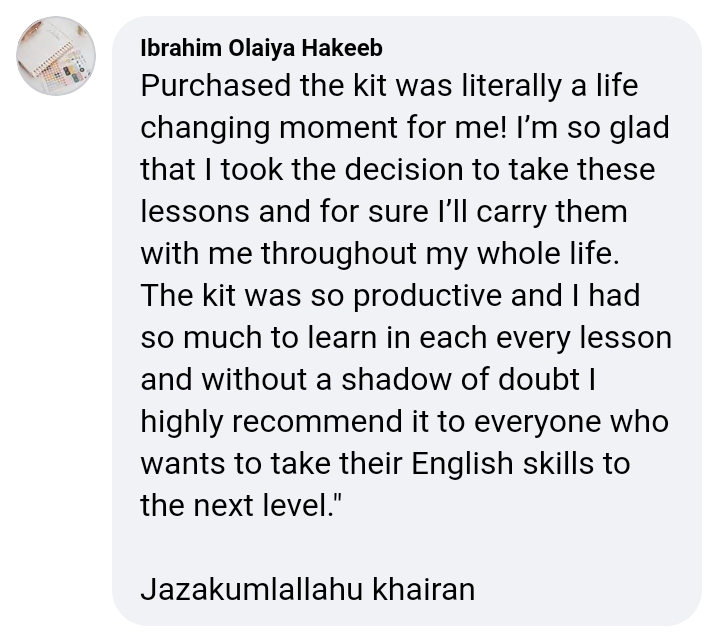 Ibrahim Olaiya Hakeeb
Purchased the kit was literally a life
changing moment for me! I’m so glad
that I took the decision to take these
lessons and for sure I’ll carry them
with me throughout my whole life.
The kit was so productive and I had
so much to learn in each every lesson
and without a shadow of doubt I
highly recommend it to everyone who
wants to take their English skills to
the next level."
Jazakumlallahu khairan